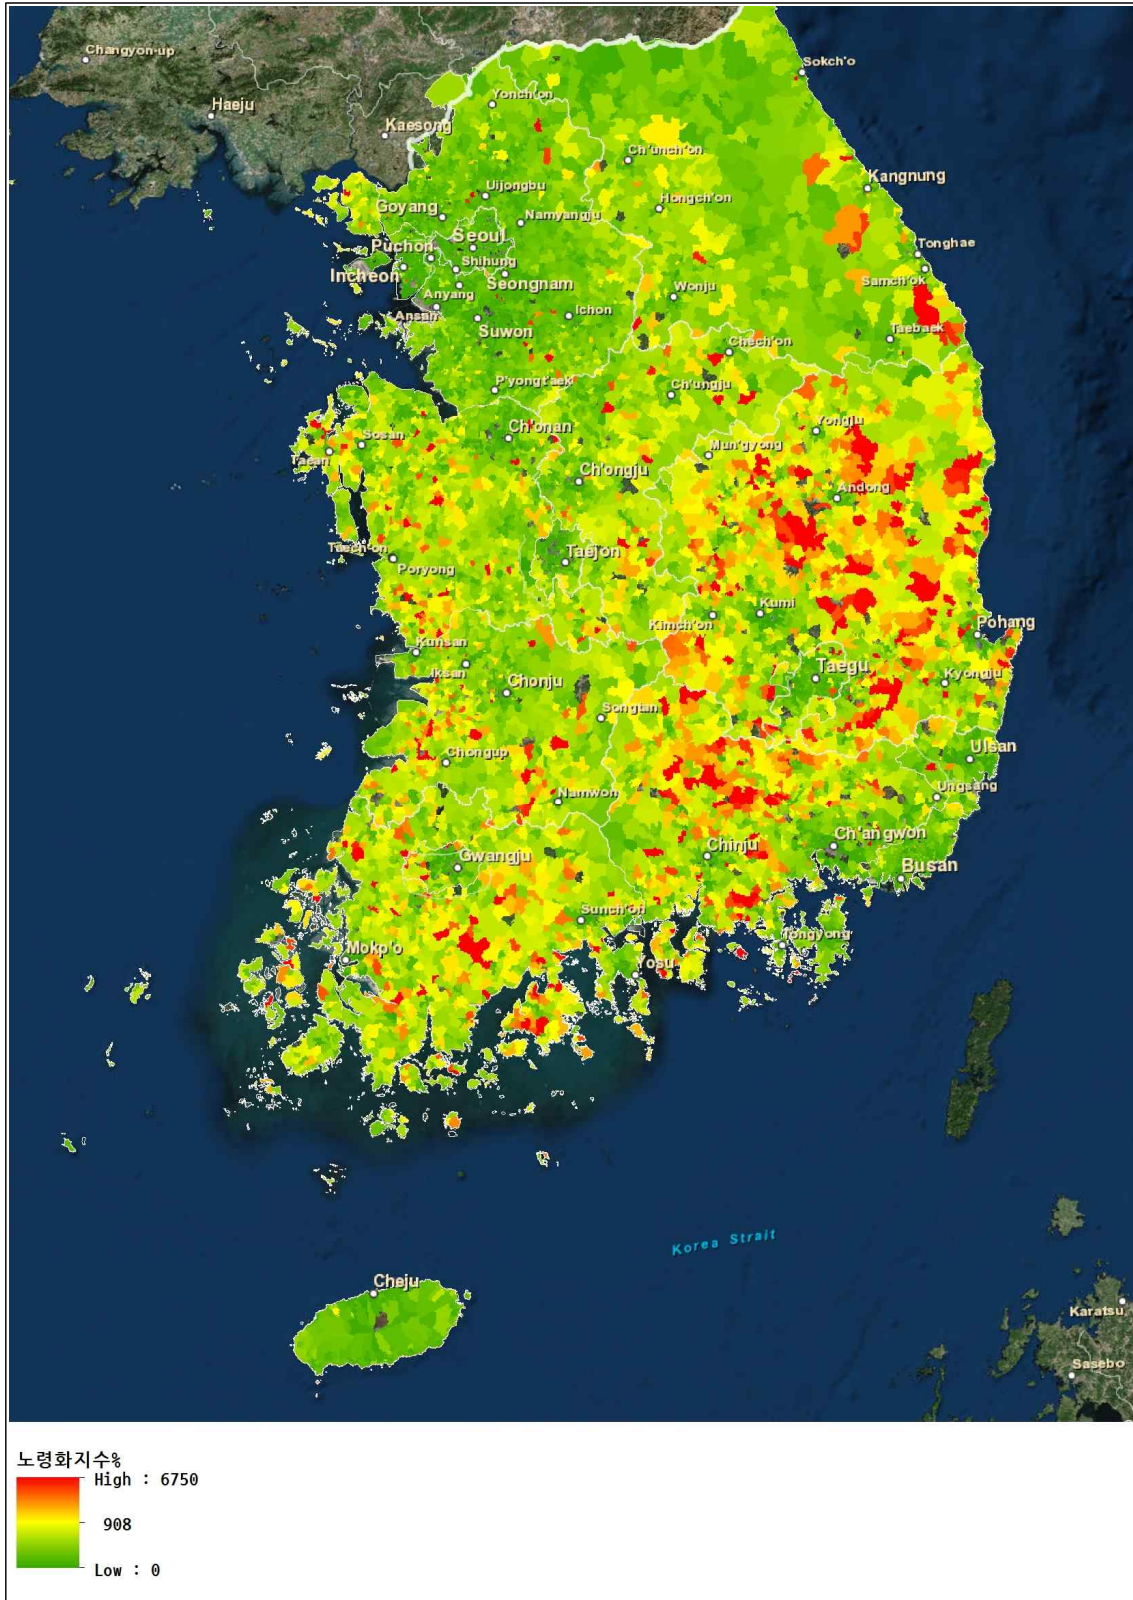 Changyon-up
Sokch'o
Haeju
Yonch'on
Kaesong
Ch'unch'on
Kangnung
Uijongbu
Goyang
Hongch'on
Namyangju
Seoul
Tonghae
Puchon
Shihung
Incheon
Seongnam
Samch'ok
Anyang
Wonju
Ansan
Ichon
Suwon
Taebaek
Chech'on
P'yongt'aek
Ch'ungju
Yongju
Ch'onan
Sosan
Mun'gyong
Taean
Ch'ongju
Andong
Taech'on
Taejon
Poryong
Kumi
Kimch'on
Pohang
Kunsan
Taegu
Iksan
Kyongju
Chonju
Songtan
Ulsan
Chongup
Ungsang
Namwon
Ch'angwon
Chinju
Gwangju
Busan
Sunch'on
Tongyong
Mokp'o
Yosu
Korea Strait
Cheju
Karatsu
Sasebo
노령화지수%
High : 6750
908
Low : 0